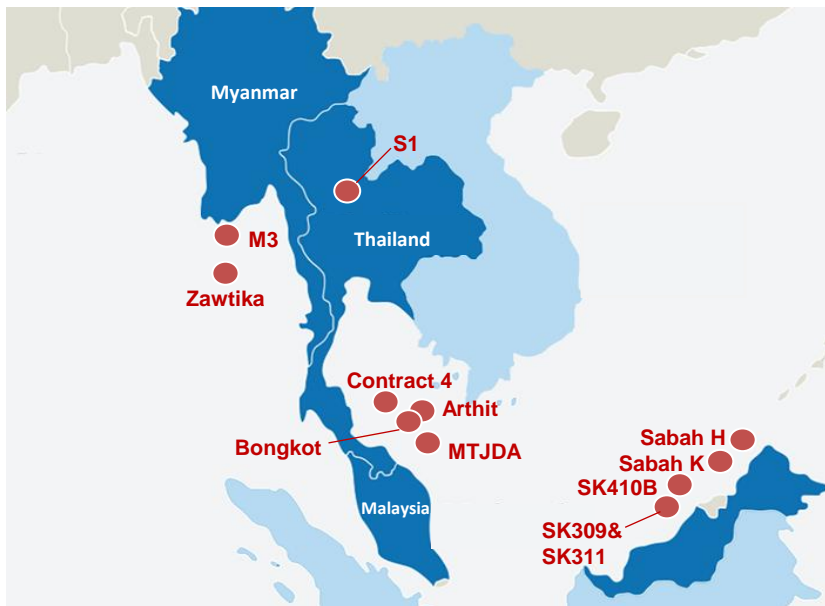 Myanmar
S1
M3
Thailand
Zawtika
Contract 4
Arthit
Bongkot
MTJDA
Sabah H
Sabah K
SK410B
Malaysia
SK309&
SK311